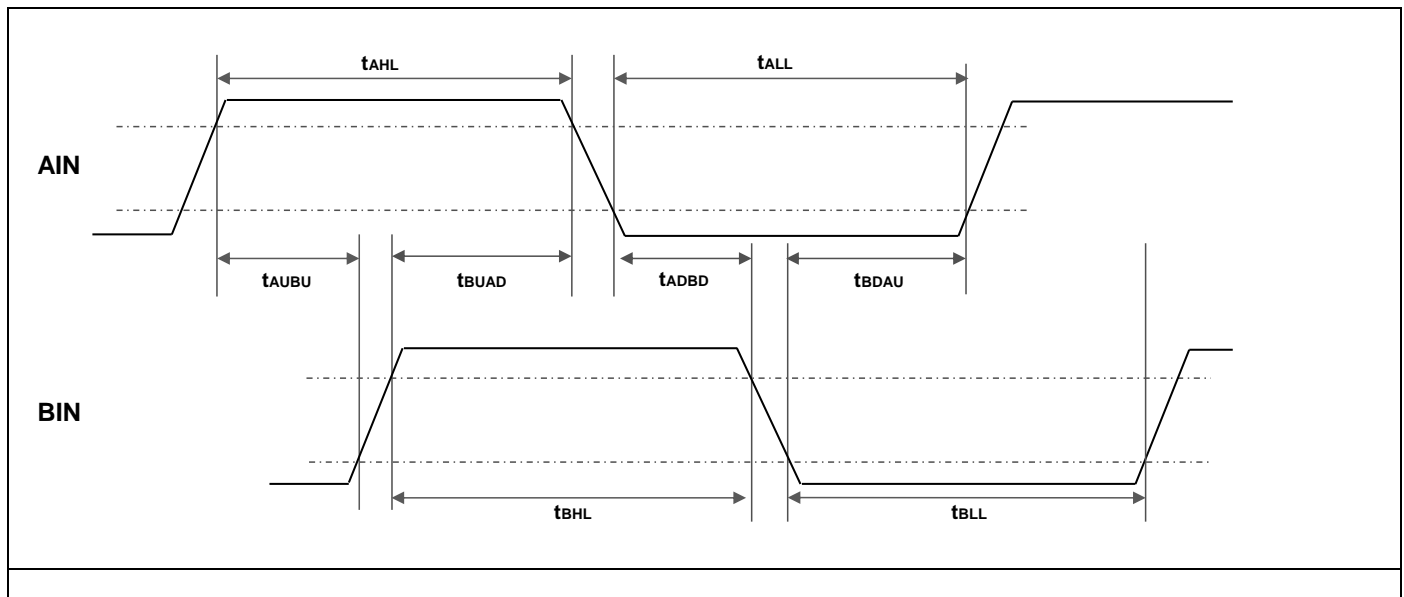 tAHL
tALL
AIN
tAUBU
tBUAD
tADBD
tBDAU
BIN
tBHL
tBLL